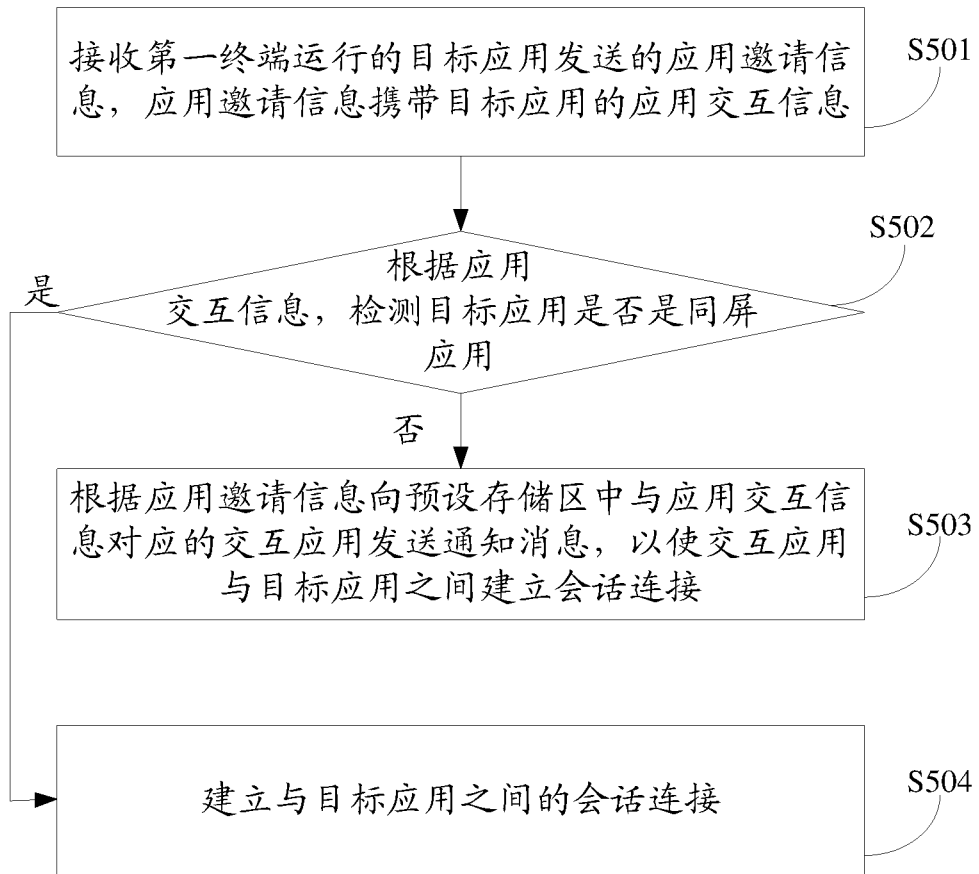 接收第一终端运行的目标应用发送的应用邀请信
息，应用邀请信息携带目标应用的应用交互信息
S501
根据应用
交互信息，检测目标应用是否是同屏
应用
S502
是
否
根据应用邀请信息向预设存储区中与应用交互信
息对应的交互应用发送通知消息，以使交互应用
与目标应用之间建立会话连接
S503
建立与目标应用之间的会话连接
S504